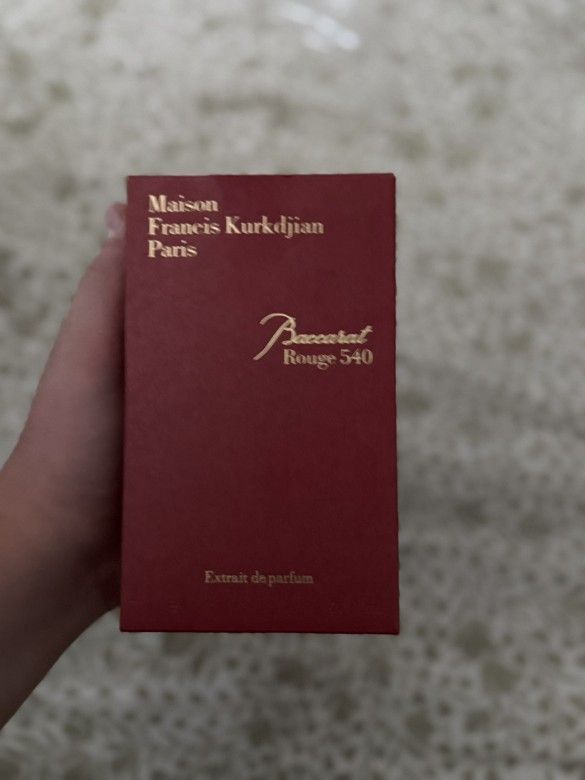 Maison
Francis Kurkdjian
Paris
Baccarat
Rouge 540
Extrait de parfum